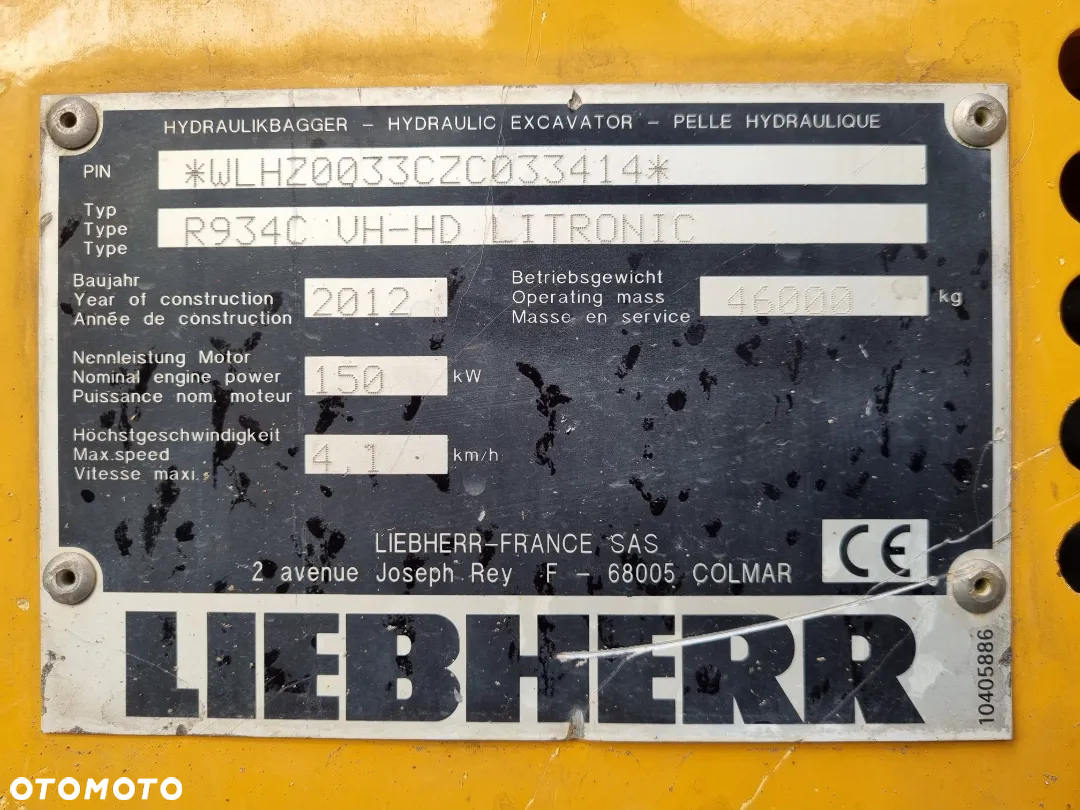 HYDRAULIKBAGGER – HYDRAULIC EXCAVATOR – PELLE HYDRAULIQUE
PIN *WLHZ0033CZC033414*
Typ
Type
Type
R934C VH-HD LITRONIC
Baujahr
Year of construction
Année de construction
2012
Betriebsgewicht
Operating mass
Masse en service
46000 kg
Nennleistung Motor
Nominal engine power
Puissance nom. moteur
150 kW
Höchstgeschwindigkeit
Max.speed
Vitesse maxi.
4,1 km/h
LIEBHERR-FRANCE SAS
2 avenue Joseph Rey F – 68005 COLMAR
CE
LIEBHERR
10405886
OTOMOTO